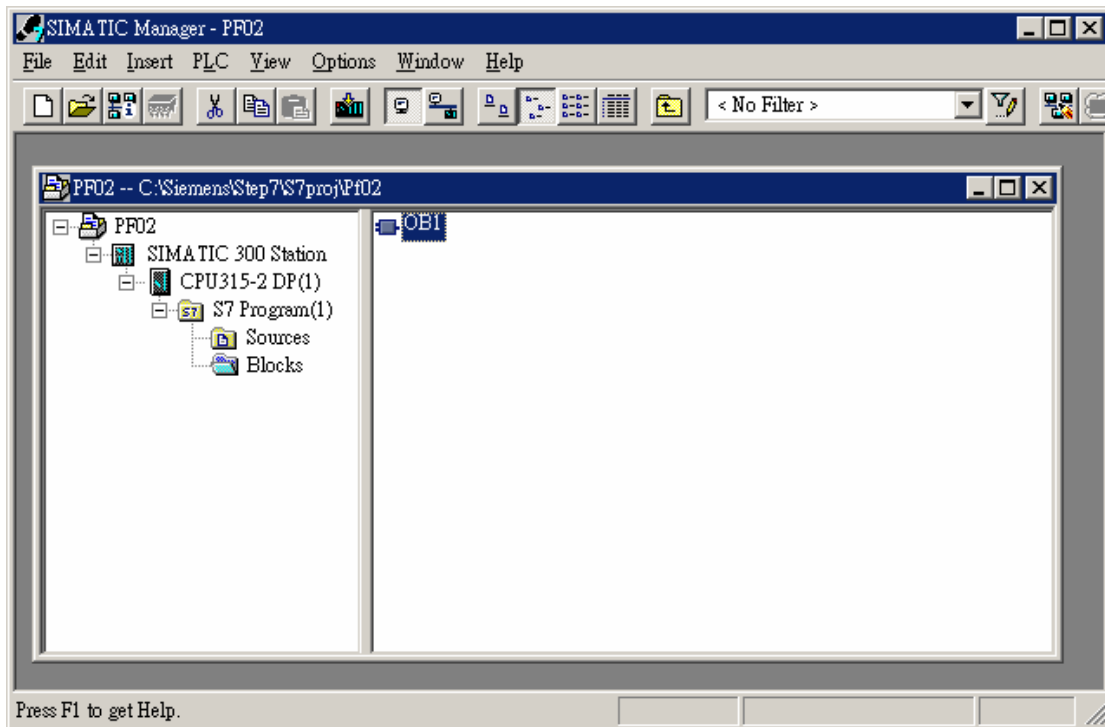 SIMATIC Manager - PF02
File Edit Insert PLC View Options Window Help
< No Filter >
PF02 -- C:\Siemens\Step7\S7proj\Pf02
PF02
OB1
SIMATIC 300 Station
CPU315-2 DP(1)
S7 S7 Program(1)
Sources
Blocks
Press F1 to get Help.